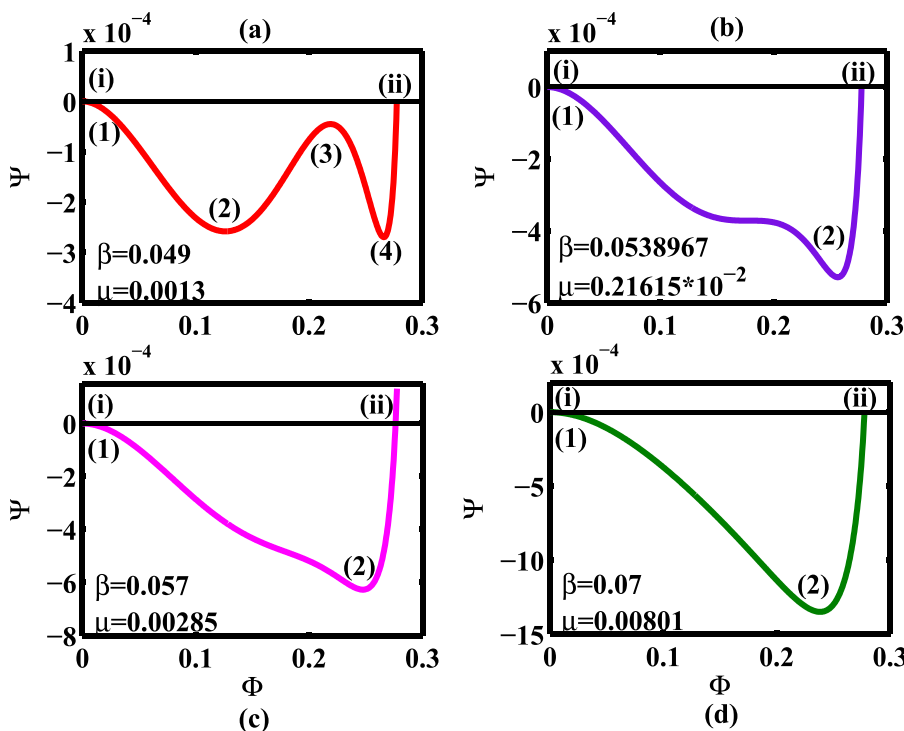 (a)
x 10⁻⁴
Ψ
1
0
−1
−2
−3
−4
(i)
(ii)
(1)
(2)
(3)
(4)
β=0.049
μ=0.0013
0 0.1 0.2 0.3
(b)
x 10⁻⁴
Ψ
0
−2
−4
−6
(i)
(ii)
(1)
(2)
β=0.0538967
μ=0.21615*10⁻²
0 0.1 0.2 0.3
x 10⁻⁴
Ψ
0
−2
−4
−6
−8
(i)
(ii)
(1)
(2)
β=0.057
μ=0.00285
0 0.1 0.2 0.3
Φ
(c)
x 10⁻⁴
Ψ
0
−5
−10
−15
(i)
(ii)
(1)
(2)
β=0.07
μ=0.00801
0 0.1 0.2 0.3
Φ
(d)